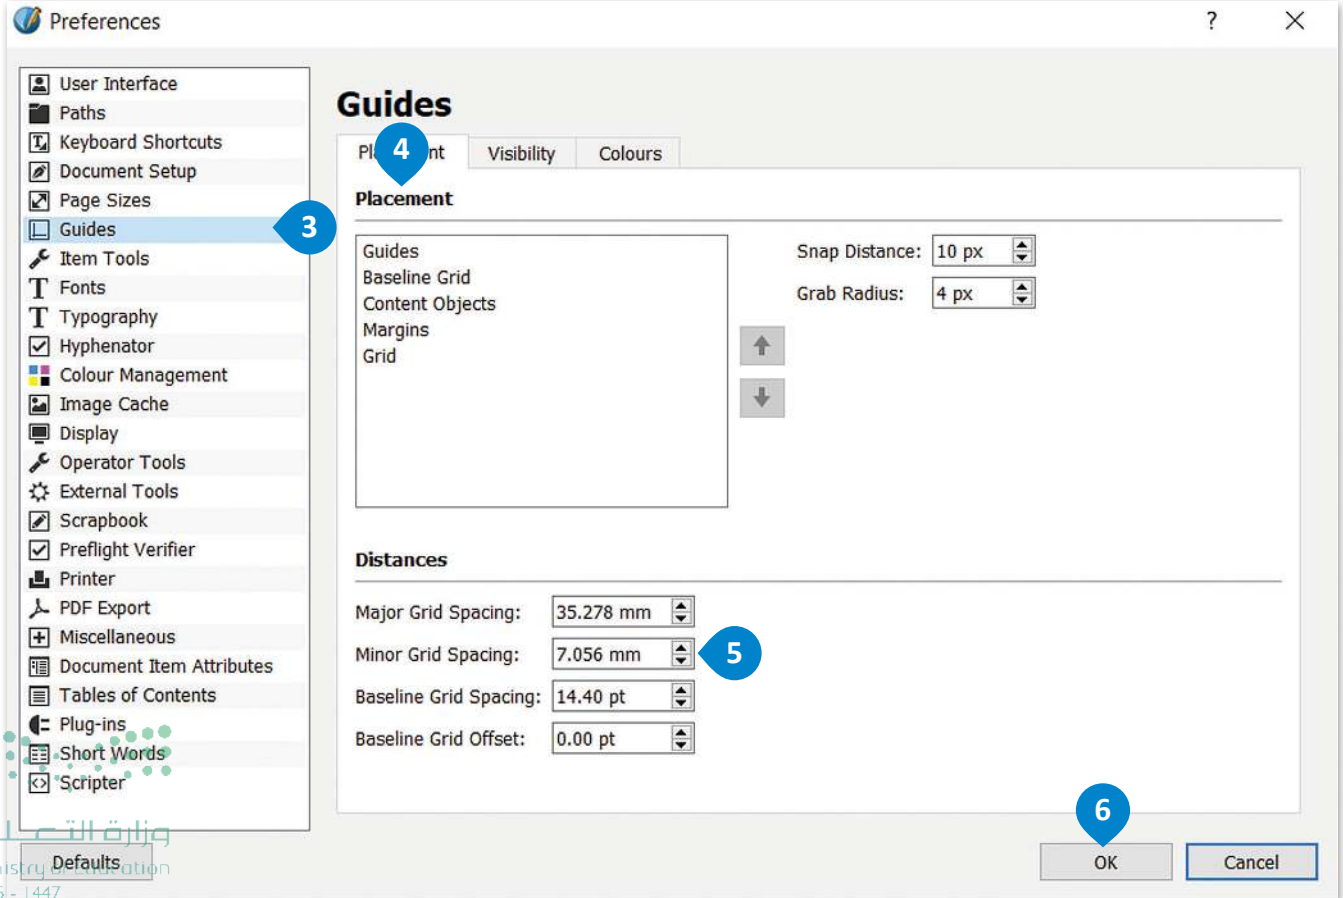 Preferences
?
User Interface
Paths
Keyboard Shortcuts
Document Setup
Page Sizes
Guides
3
Item Tools
Fonts
Typography
Hyphenator
Colour Management
Image Cache
Display
Operator Tools
External Tools
Scrapbook
Preflight Verifier
Printer
PDF Export
Miscellaneous
Document Item Attributes
Tables of Contents
Plug-ins
Short Words
Scripter
Guides
4
Visibility
Colours
Placement
Guides
Baseline Grid
Content Objects
Margins
Grid
Snap Distance: 10 px
Grab Radius: 4 px
Distances
Major Grid Spacing: 35.278 mm
Minor Grid Spacing: 7.056 mm
5
Baseline Grid Spacing: 14.40 pt
Baseline Grid Offset: 0.00 pt
6
Defaults
OK
Cancel
وزارة
- 1447